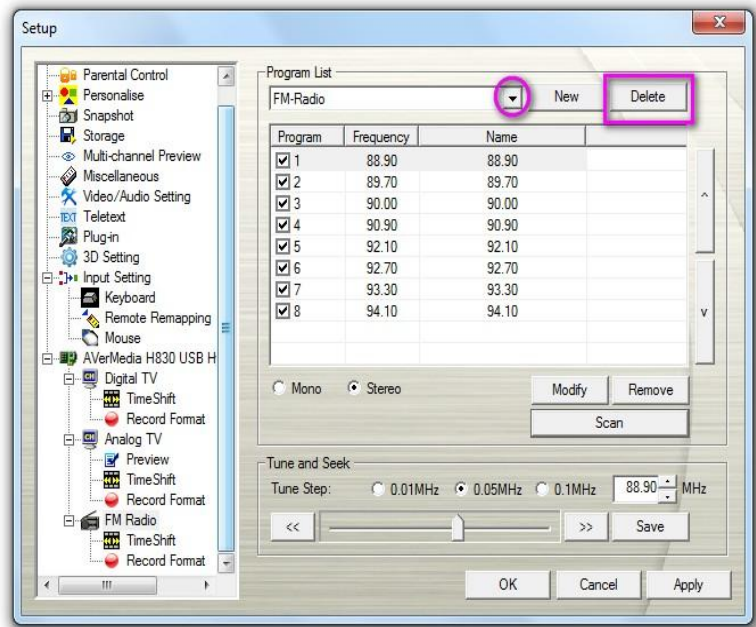 Setup
Parental Control
Personalise
Snapshot
Storage
Multi-channel Preview
Miscellaneous
Video/Audio Setting
TEXT Teletext
Plug-in
3D Setting
Input Setting
Keyboard
Remote Remapping
Mouse
AVerMedia H830 USB H
CH Digital TV
TimeShift
Record Format
CH Analog TV
Preview
TimeShift
Record Format
FM Radio
TimeShift
Record Format
Program List
FM-Radio New Delete
Program Frequency Name
1 88.90 88.90
2 89.70 89.70
3 90.00 90.00
4 90.90 90.90
5 92.10 92.10
6 92.70 92.70
7 93.30 93.30
8 94.10 94.10
^
v
Mono Stereo Modify Remove
Scan
Tune and Seek
Tune Step: 0.01MHz 0.05MHz 0.1MHz 88.90 MHz
<< >> Save
OK Cancel Apply